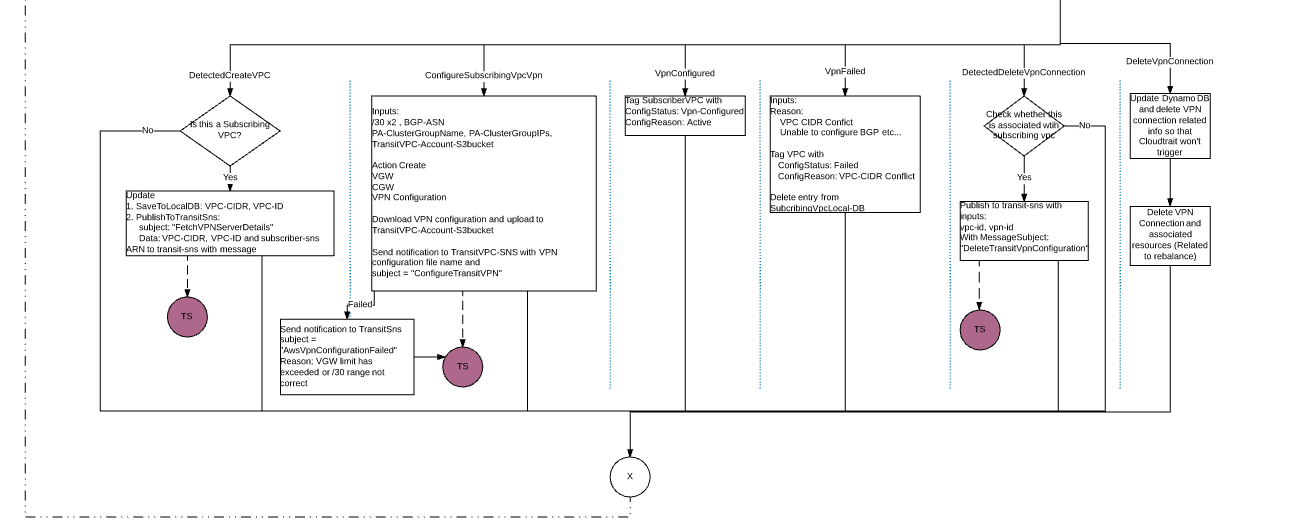 DetectedCreateVPC
Is this a Subscribing
VPC?
No
Yes
Update
1. SaveToLocalDB: VPC-CIDR, VPC-ID
2. PublishToTransitSns:
subject: "FetchVPNServerDetails"
Data: VPC-CIDR, VPC-ID and subscriber-sns
ARN to transit-sns with message
TS
ConfigureSubscribingVpcVpn
Inputs:
/30 x2 , BGP-ASN
PA-ClusterGroupName, PA-ClusterGroupIPs,
TransitVPC-Account-S3bucket
Action Create
VGW
CGW
VPN Configuration
Download VPN configuration and upload to
TransitVPC-Account-S3bucket
Send notification to TransitVPC-SNS with VPN
configuration file name and
subject = "ConfigureTransitVPN"
Failed
Send notification to TransitSns
subject =
"AwsVpnConfigurationFailed"
Reason: VGW limit has
exceeded or /30 range not
correct
TS
VpnConfigured
Tag SubscriberVPC with
ConfigStatus: Vpn-Configured
ConfigReason: Active
VpnFailed
Inputs:
Reason:
VPC CIDR Confict
Unable to configure BGP etc...
Tag VPC with
ConfigStatus: Failed
ConfigReason: VPC-CIDR Conflict
Delete entry from
SubcribingVpcLocal-DB
DetectedDeleteVpnConnection
Check whether this
is associated wtih
subscribing vpc
No
Yes
Publish to transit-sns with
inputs:
vpc-id, vpn-id
With MessageSubject:
"DeleteTransitVpnConfiguration"
TS
DeleteVpnConnection
Update Dynamo DB
and delete VPN
connection related
info so that
Cloudtrait won't
trigger
Delete VPN
Connection and
associated
resources (Related
to rebalance)
X